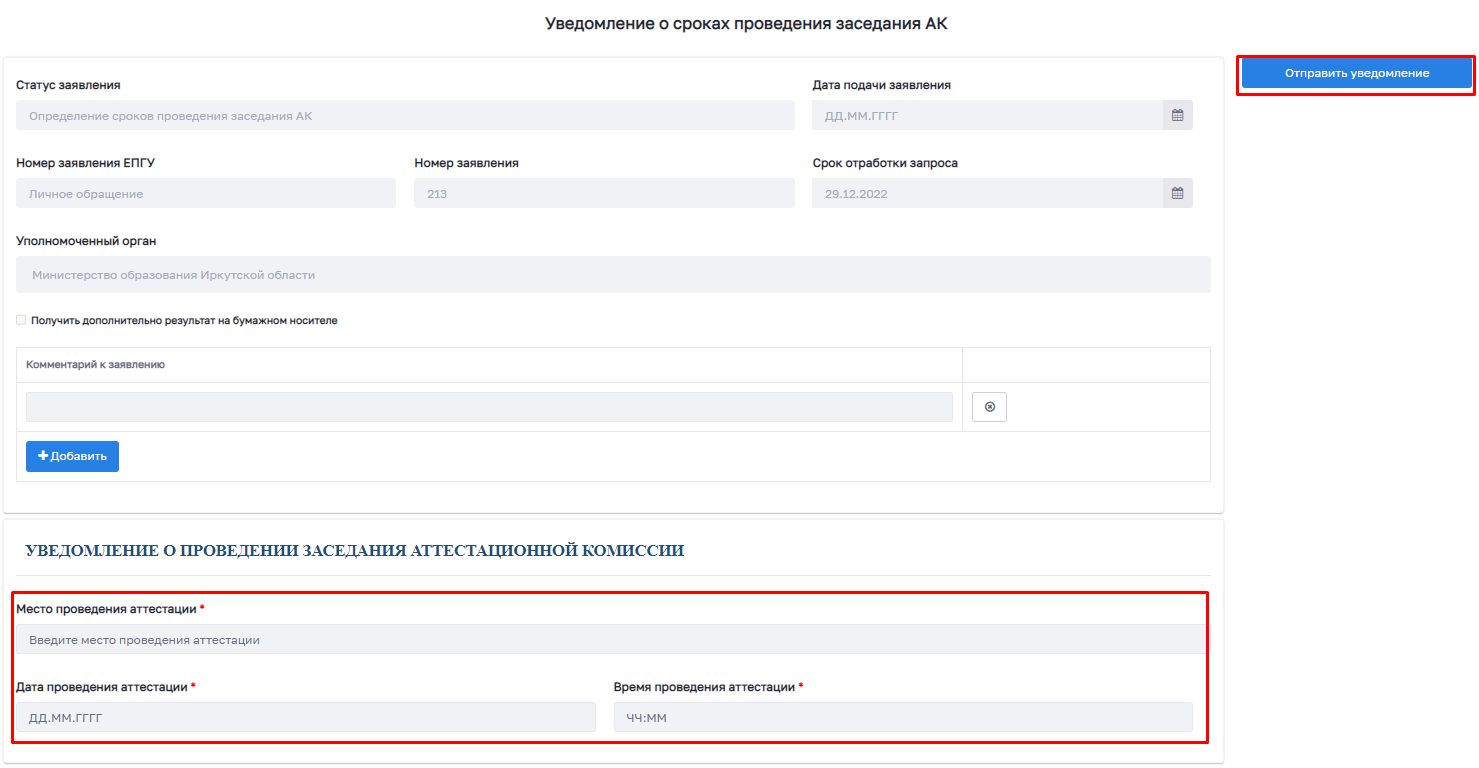 Уведомление о сроках проведения заседания АК
Отправить уведомление
Статус заявления
Определение сроков проведения заседания АК
Дата подачи заявления
ДД.ММ.ГГГГ
Номер заявления ЕПГУ
Личное обращение
Номер заявления
213
Срок отработки запроса
29.12.2022
Уполномоченный орган
Министерство образования Иркутской области
Получить дополнительно результат на бумажном носителе
Комментарий к заявлению
Добавить
УВЕДОМЛЕНИЕ О ПРОВЕДЕНИИ ЗАСЕДАНИЯ АТТЕСТАЦИОННОЙ КОМИССИИ
Место проведения аттестации *
Введите место проведения аттестации
Дата проведения аттестации *
ДД.ММ.ГГГГ
Время проведения аттестации *
ЧЧ:ММ